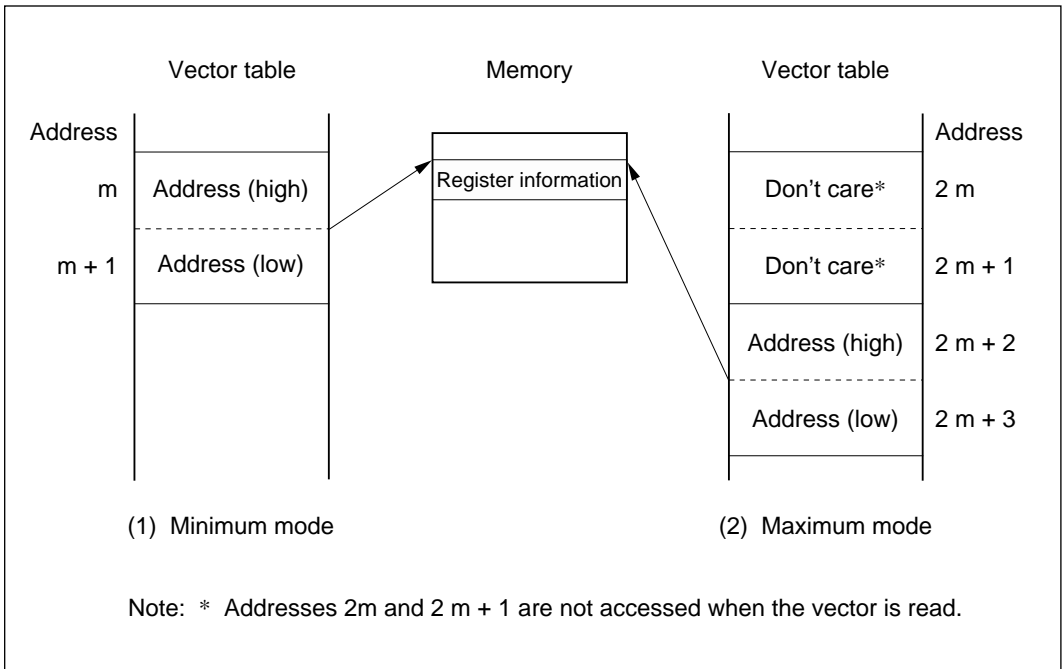 Vector table Memory Vector table
Address Address
m Address (high) Register information Don't care* 2 m
m + 1 Address (low) Don't care* 2 m + 1
Address (high) 2 m + 2
Address (low) 2 m + 3
(1) Minimum mode (2) Maximum mode
Note: * Addresses 2m and 2 m + 1 are not accessed when the vector is read.